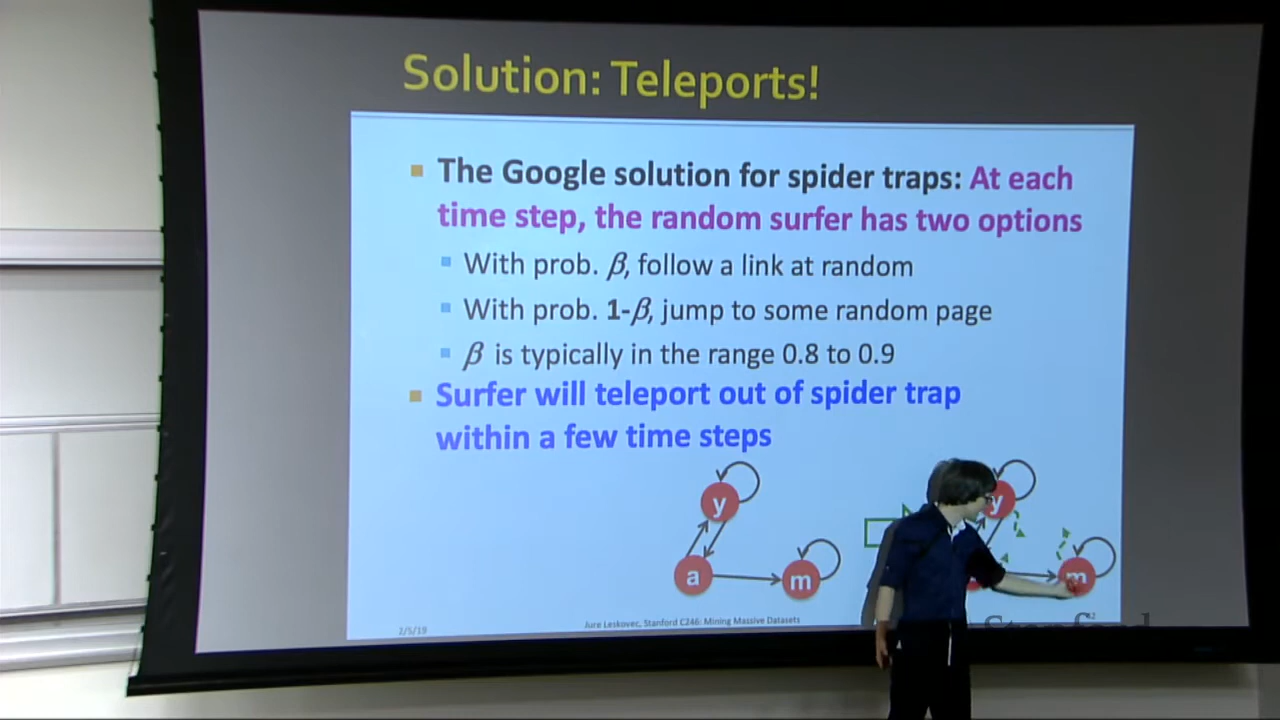 Solution: Teleports!
The Google solution for spider traps: At each
time step, the random surfer has two options
With prob. β, follow a link at random
With prob. 1-β, jump to some random page
β is typically in the range 0.8 to 0.9
Surfer will teleport out of spider trap
within a few time steps
y
y
a
m
m
2/5/19
Jure Leskovec, Stanford C246: Mining Massive Datasets
Stanford